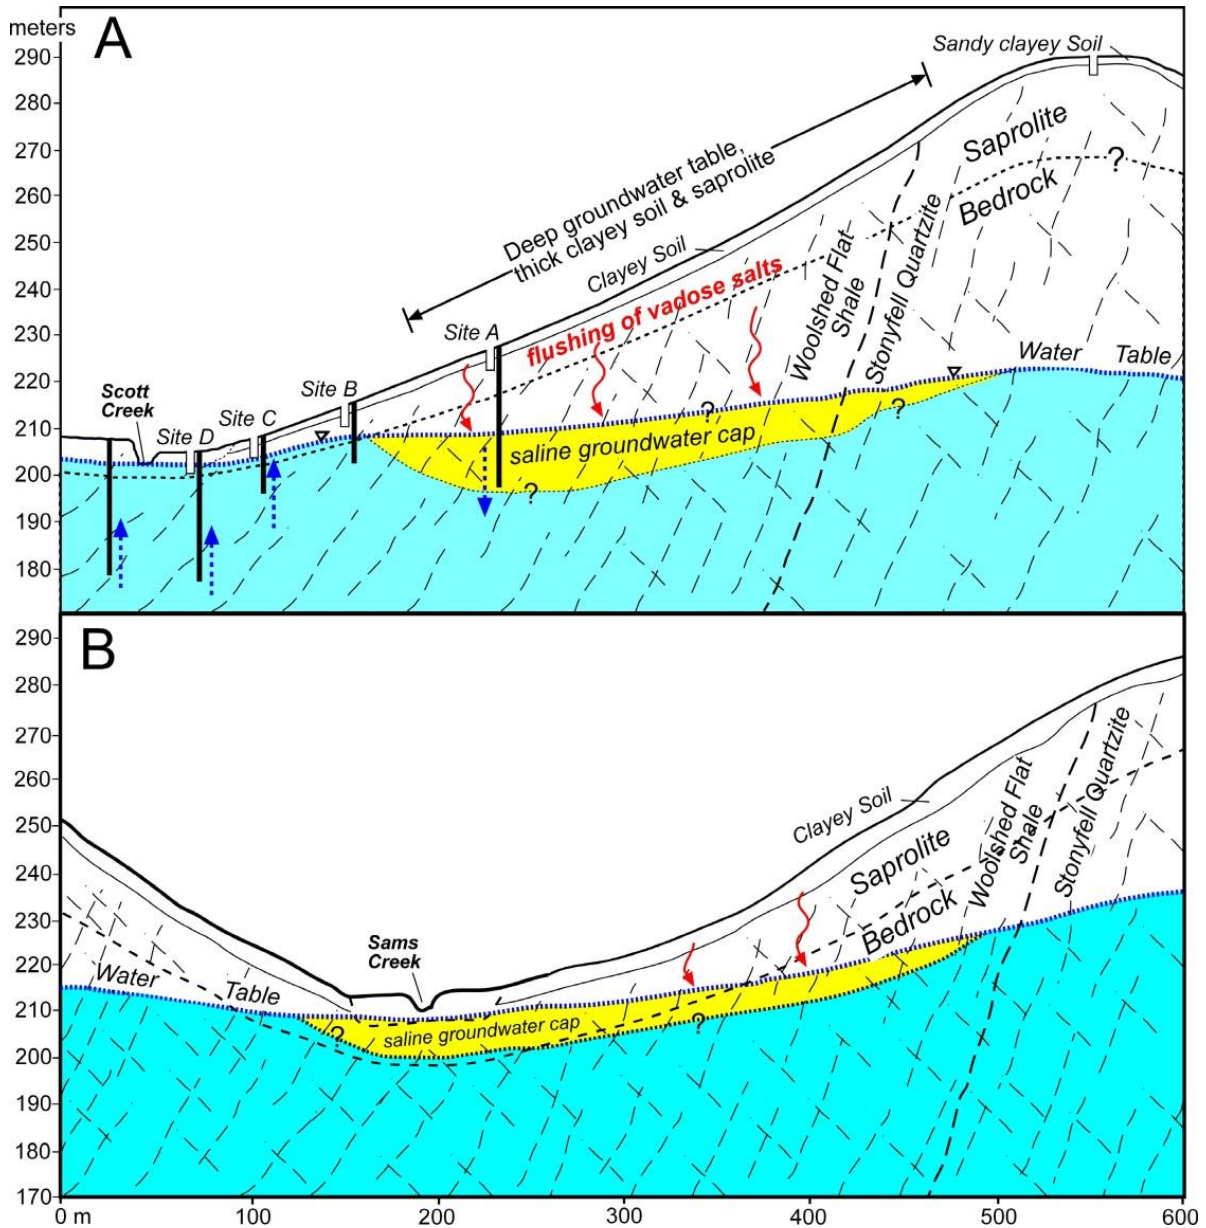 meters
A
290
280
270
260
250
240
230
220
210
200
190
180
Sandy clayey Soil
Saprolite
?
Bedrock
Deep groundwater table,
thick clayey soil & saprolite
Clayey Soil
flushing of vadose salts
Woolshed Flat
Shale
Stonyfell Quartzite
Water Table
Site A
Site B
Scott
Creek
Site C
Site D
?
?
saline groundwater cap
?
B
290
280
270
260
250
240
230
220
210
200
190
180
170
Clayey Soil
Saprolite
Bedrock
Woolshed Flat
Shale
Stonyfell Quartzite
Sams
Creek
Water Table
?
saline groundwater cap
?
0 m
100
200
300
400
500
600